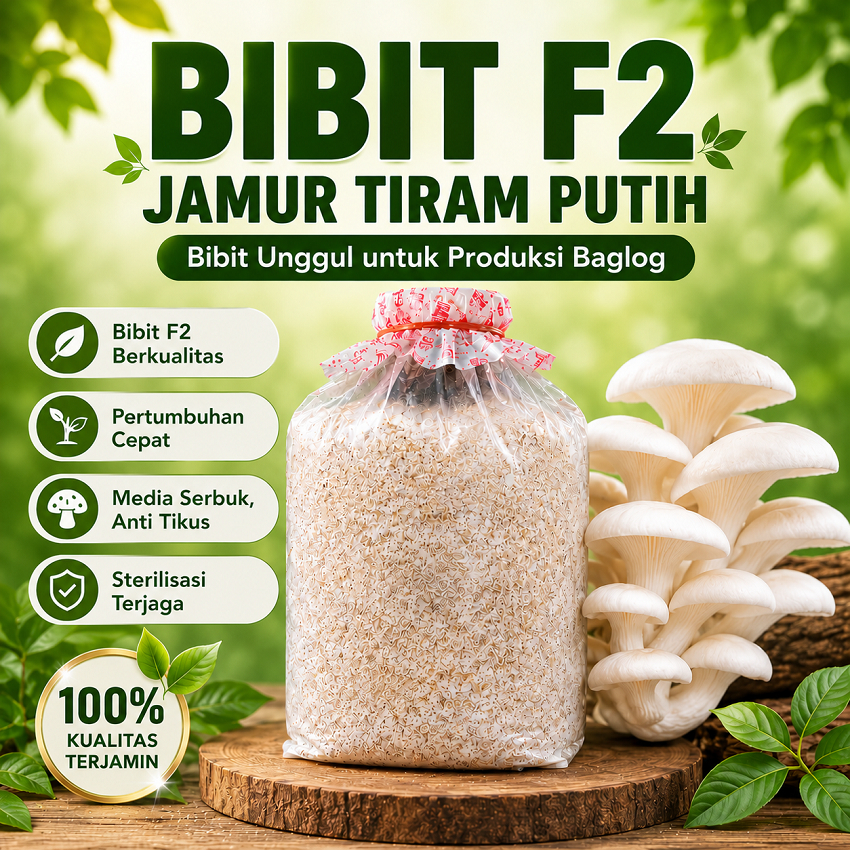 BIBIT F2
JAMUR TIRAM PUTIH
Bibit Unggul untuk Produksi Baglog
Bibit F2
Berkualitas
Pertumbuhan
Cepat
Media Serbuk,
Anti Tikus
Sterilisasi
Terjaga
100%
KUALITAS
TERJAMIN